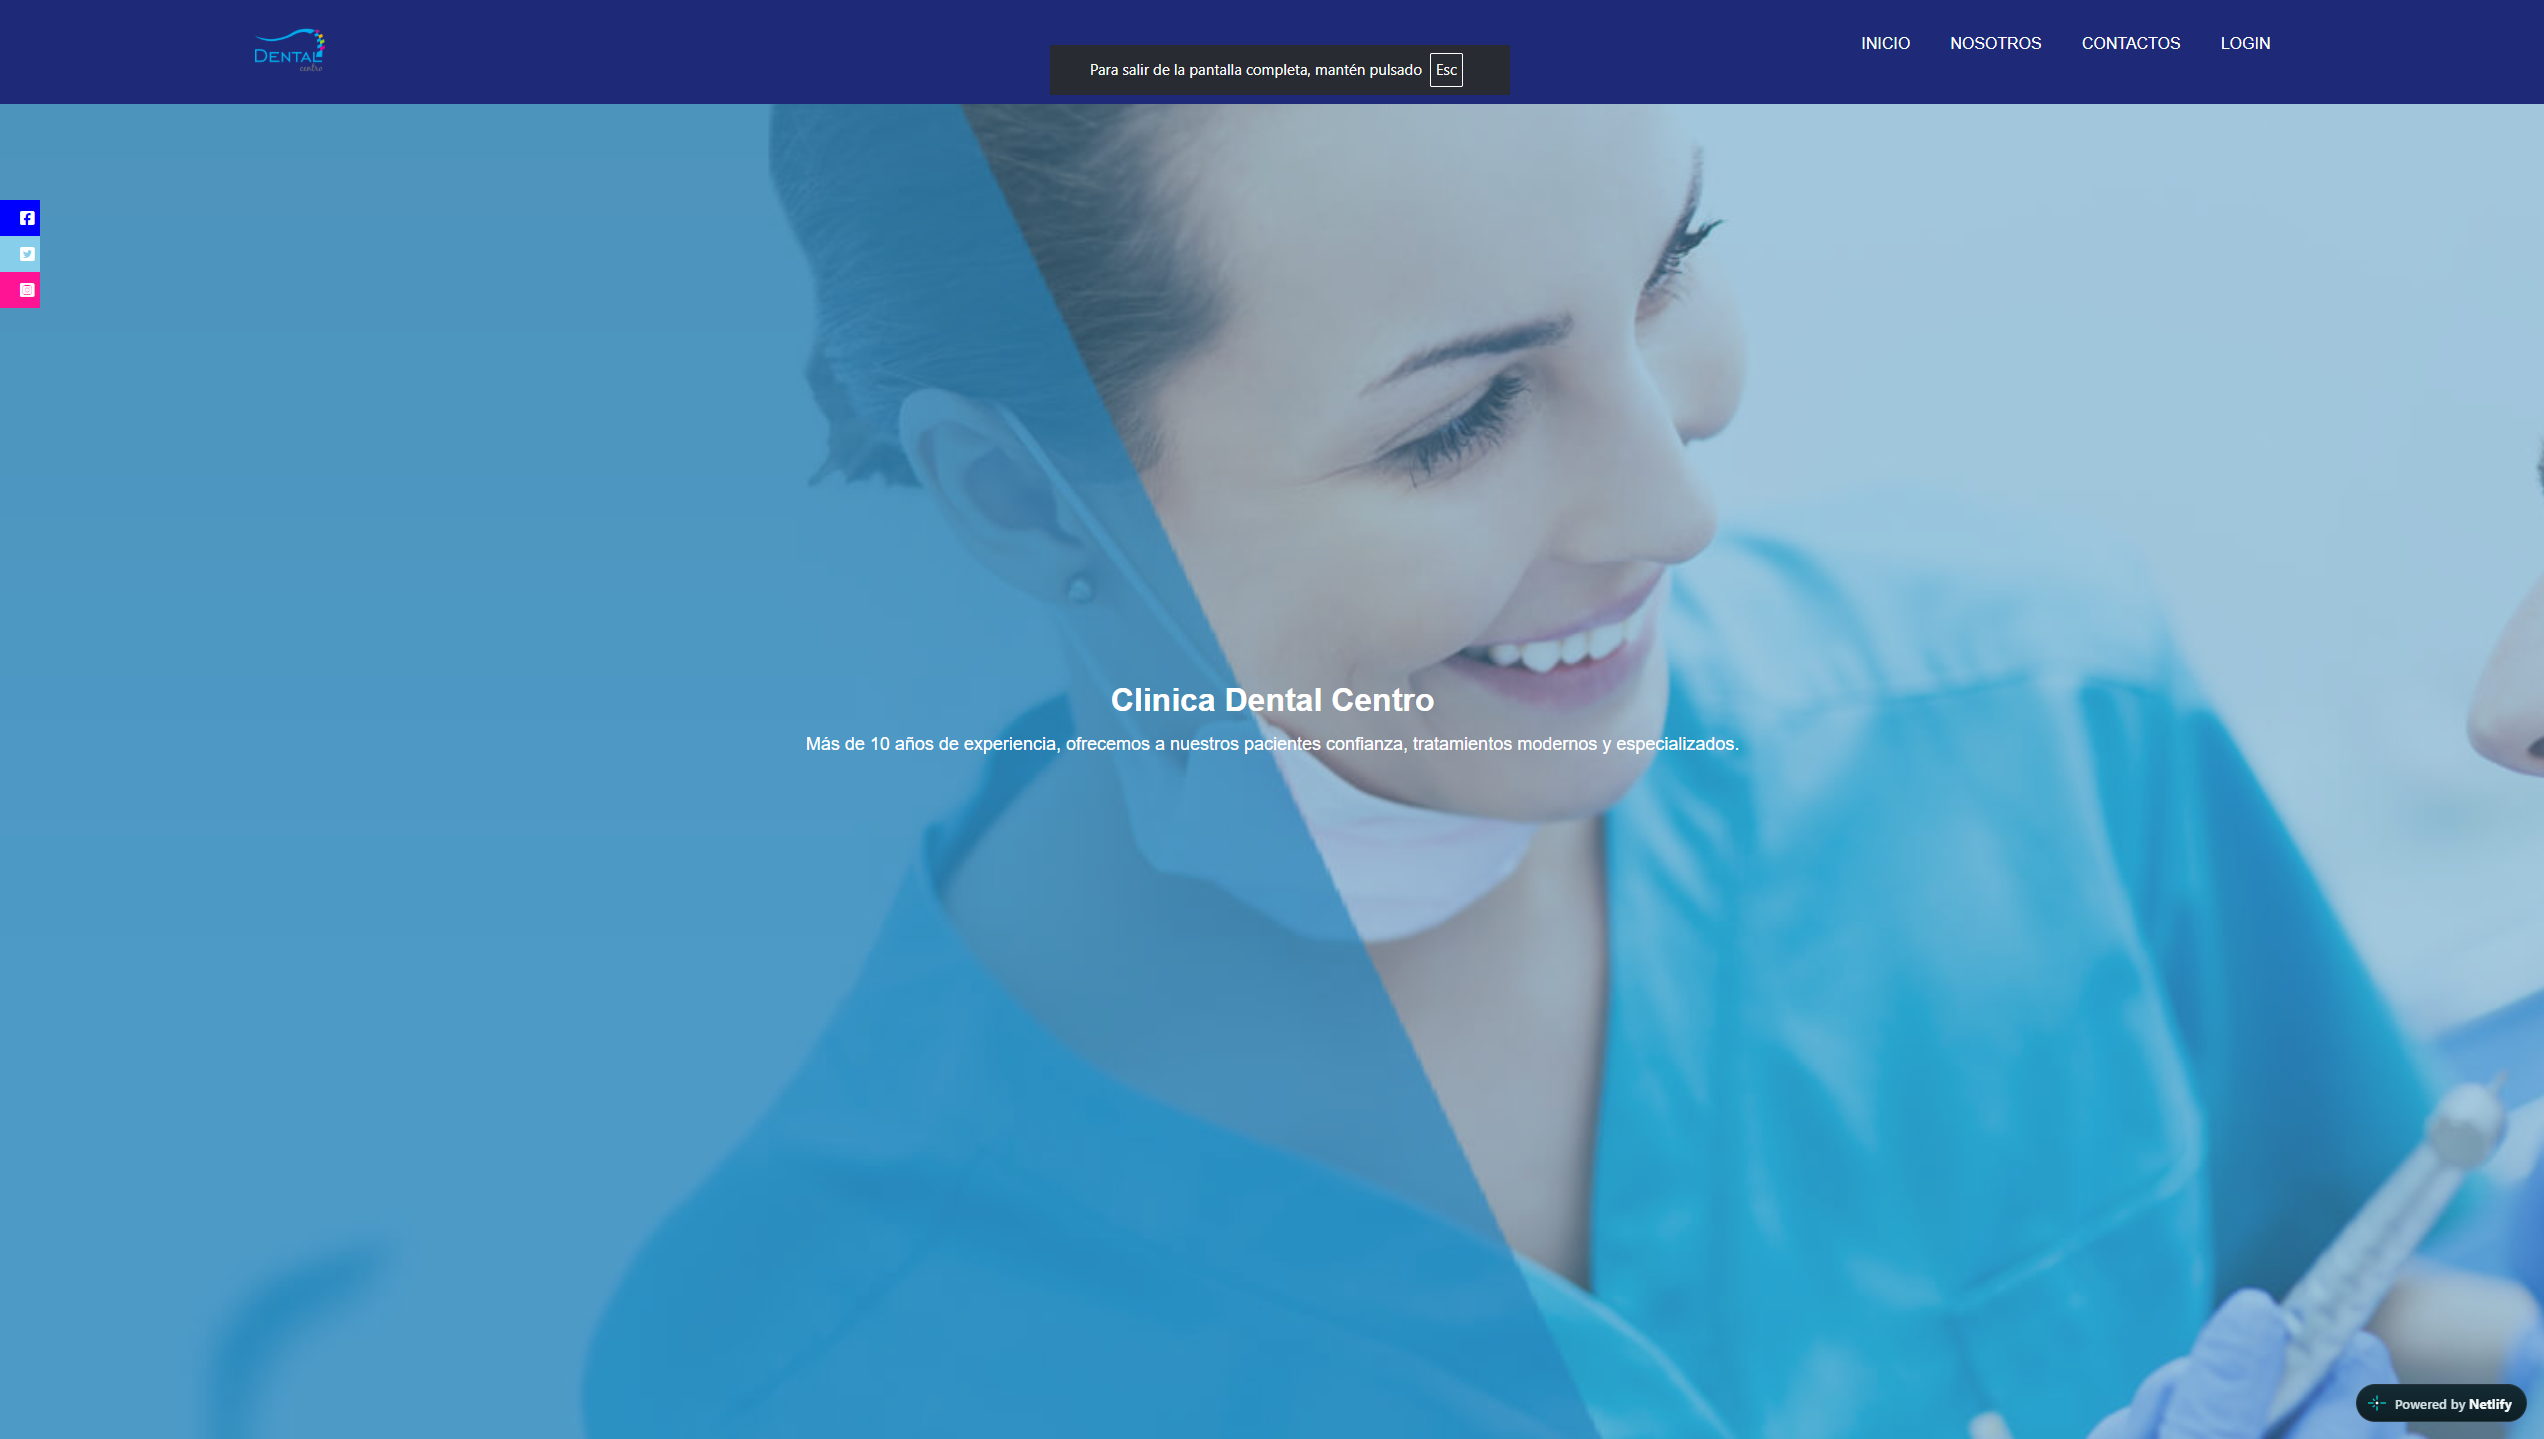 DENTAL
centro
Para salir de la pantalla completa, mantén pulsado Esc
INICIO NOSOTROS CONTACTOS LOGIN
Clinica Dental Centro
Más de 10 años de experiencia, ofrecemos a nuestros pacientes confianza, tratamientos modernos y especializados.
Powered by Netlify